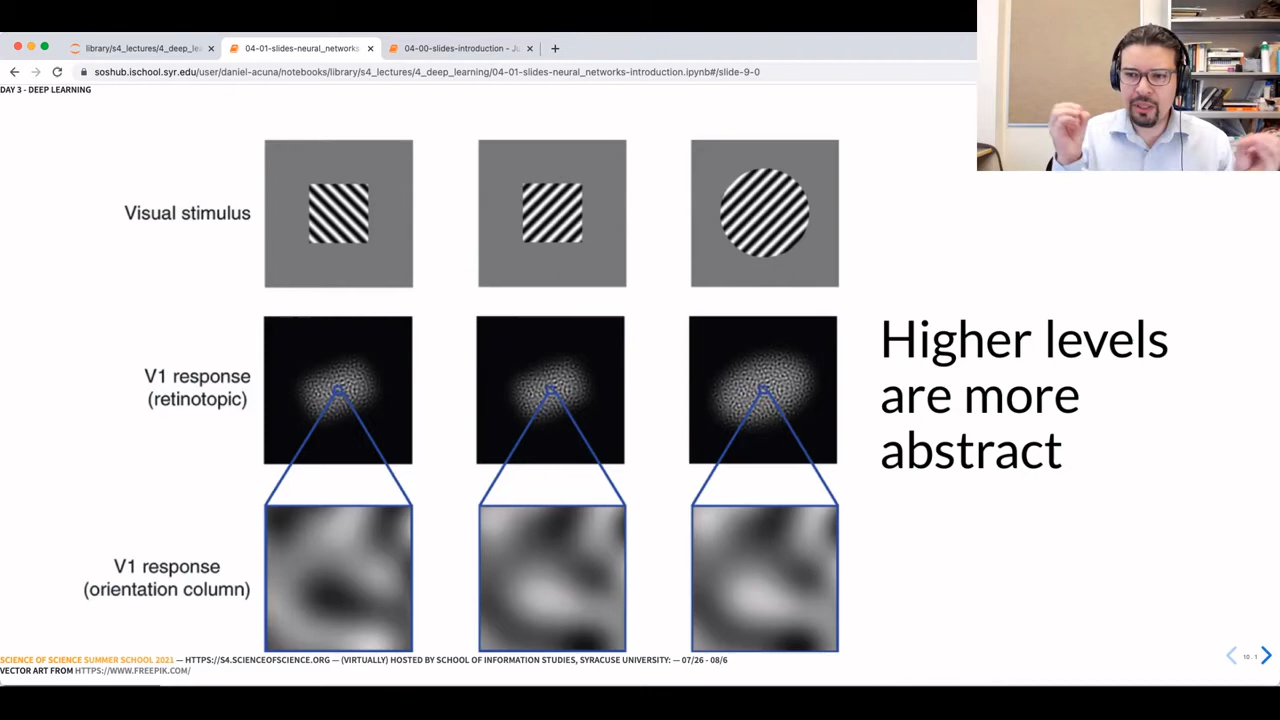 library/s4_lectures/4_deep_le
04-01-slides-neural_networks
04-00-slides-introduction - Ju
soshub.ischool.syr.edu/user/daniel-acuna/notebooks/library/s4_lectures/4_deep_learning/04-01-slides-neural_networks-introduction.ipynb#/slide-9-0
DAY 3 - DEEP LEARNING
Visual stimulus
V1 response
(retinotopic)
Higher levels
are more
abstract
V1 response
(orientation column)
SCIENCE OF SCIENCE SUMMER SCHOOL 2021 — HTTPS://S4.SCIENCEOFSCIENCE.ORG — (VIRTUALLY) HOSTED BY SCHOOL OF INFORMATION STUDIES, SYRACUSE UNIVERSITY: — 07/26 - 08/6
VECTOR ART FROM HTTPS://WWW.FREEPIK.COM/
10.1